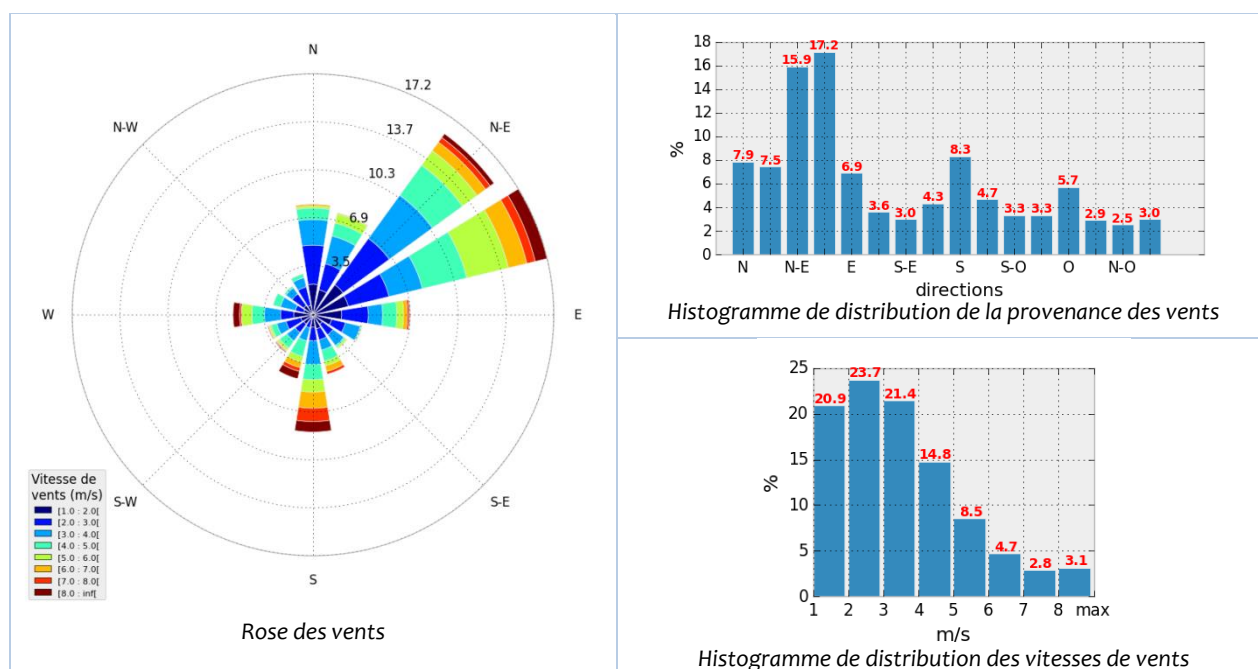 N
17.2
N-W
N-E
13.7
10.3
6.9
3.5
W
E
S-W
S-E
S
Vitesse de
vents (m/s)
[1.0 : 2.0[
[2.0 : 3.0[
[3.0 : 4.0[
[4.0 : 5.0[
[5.0 : 6.0[
[6.0 : 7.0[
[7.0 : 8.0[
[8.0 : inf[
Rose des vents
18
16
14
12
10
8
6
4
2
0
%
7.9 7.5 15.9 17.2 6.9 3.6 3.0 4.3 8.3 4.7 3.3 3.3 5.7 2.9 2.5 3.0
N N-E E S-E S S-O O N-O
directions
Histogramme de distribution de la provenance des vents
25
20
15
10
5
0
%
20.9 23.7 21.4 14.8 8.5 4.7 2.8 3.1
1 2 3 4 5 6 7 8 max
m/s
Histogramme de distribution des vitesses de vents